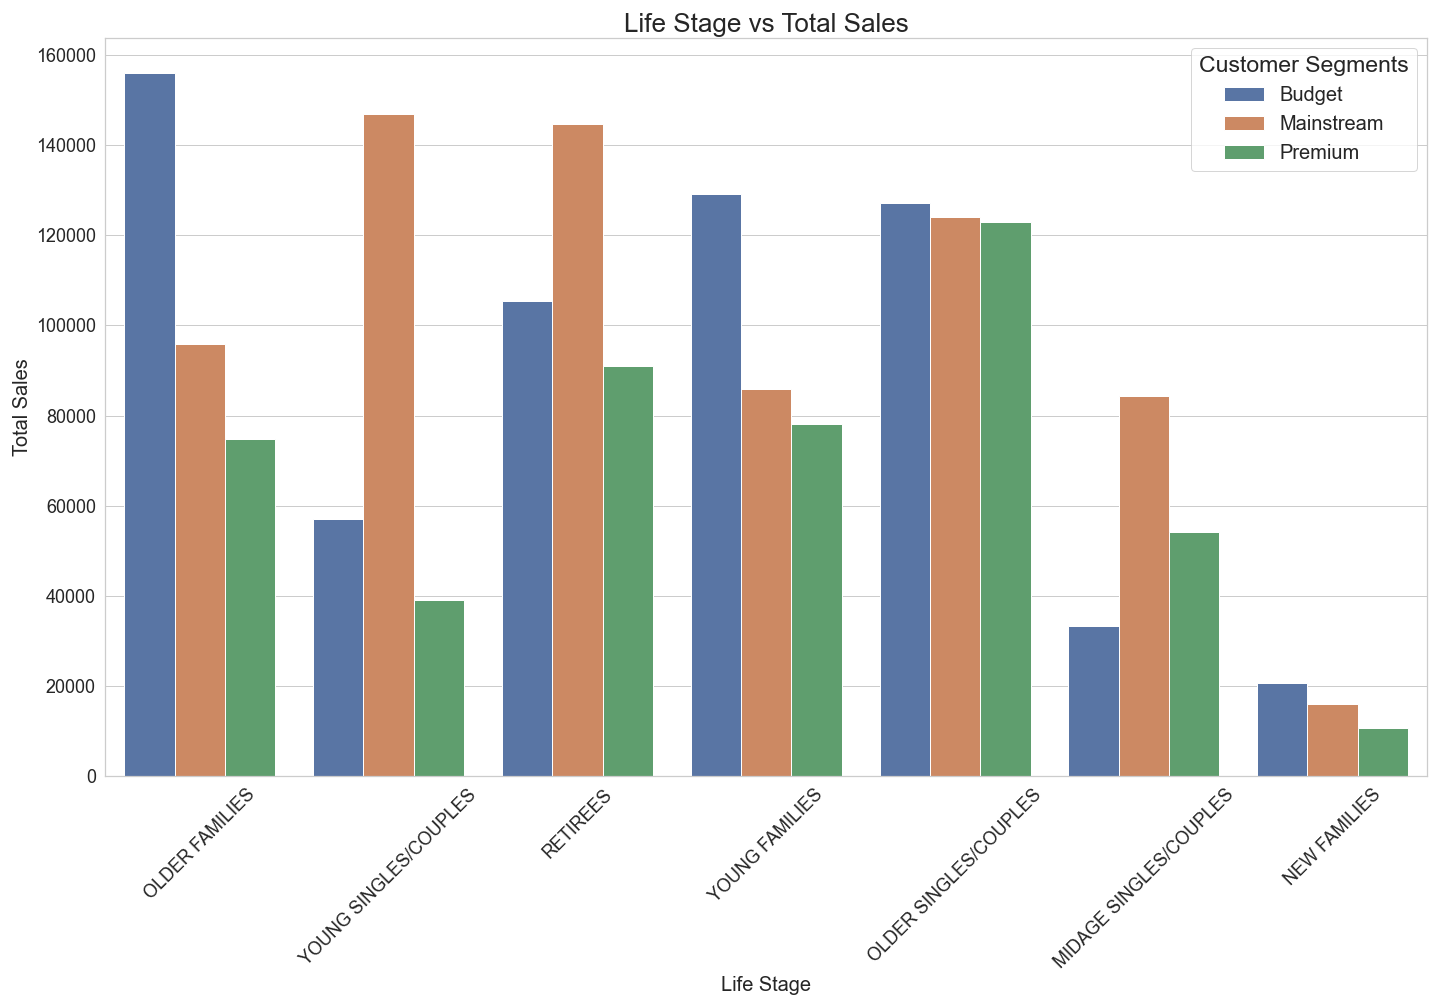 Life Stage vs Total Sales
Customer Segments
Budget
Mainstream
Premium
160000
140000
120000
100000
80000
60000
40000
20000
0
Total Sales
OLDER FAMILIES
YOUNG SINGLES/COUPLES
RETIREES
YOUNG FAMILIES
OLDER SINGLES/COUPLES
MIDAGE SINGLES/COUPLES
NEW FAMILIES
Life Stage